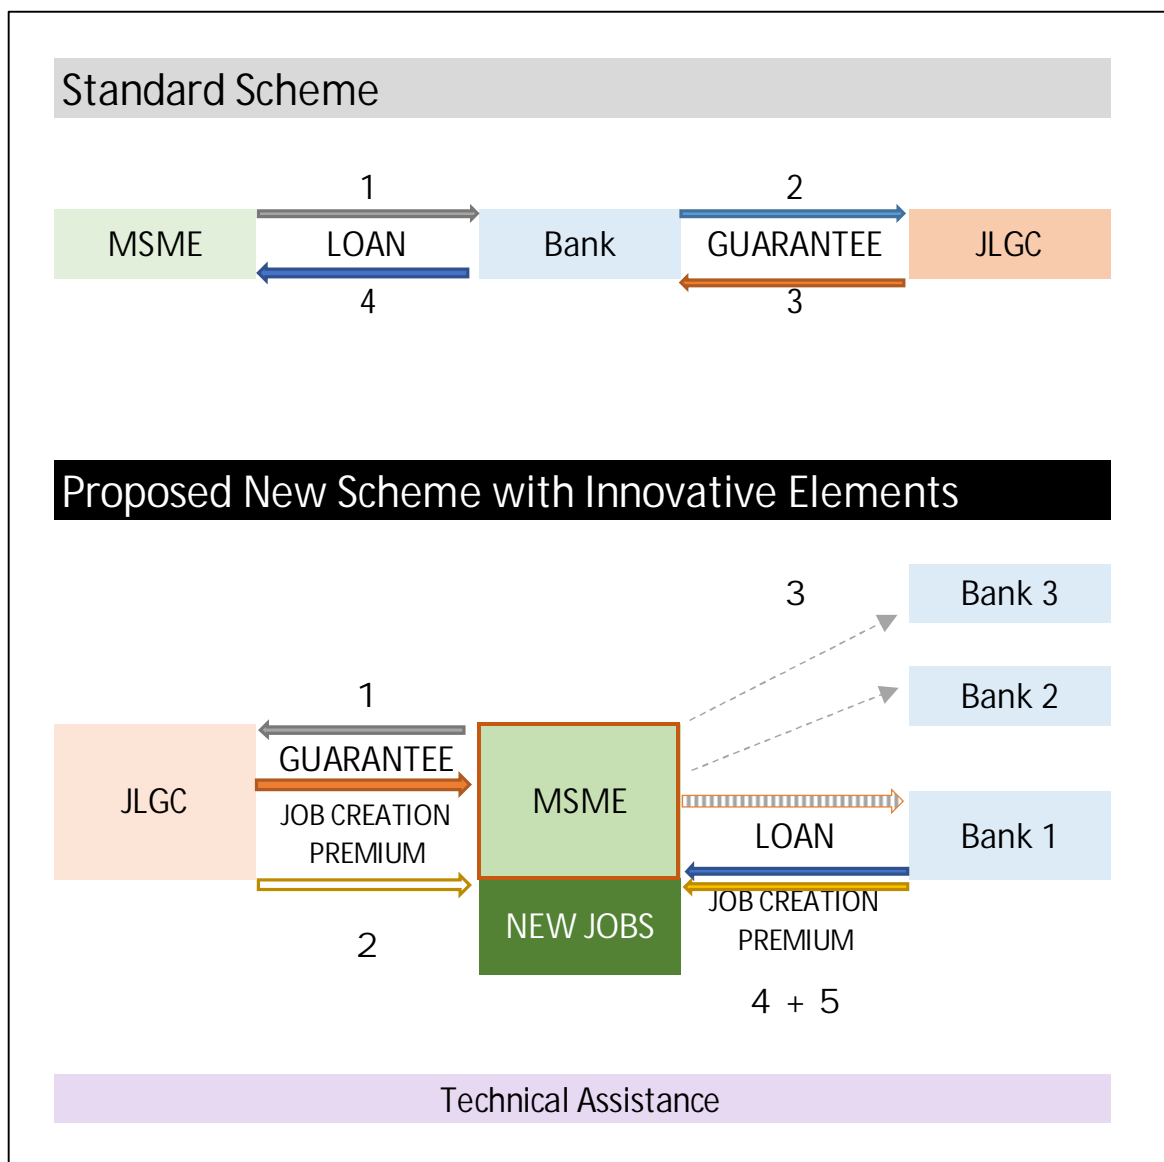 Standard Scheme
1
2
MSME
LOAN
Bank
GUARANTEE
JLGC
4
3
Proposed New Scheme with Innovative Elements
3
Bank 3
Bank 2
1
GUARANTEE
JLGC
JOB CREATION
PREMIUM
MSME
LOAN
Bank 1
NEW JOBS
JOB CREATION
PREMIUM
2
4 + 5
Technical Assistance